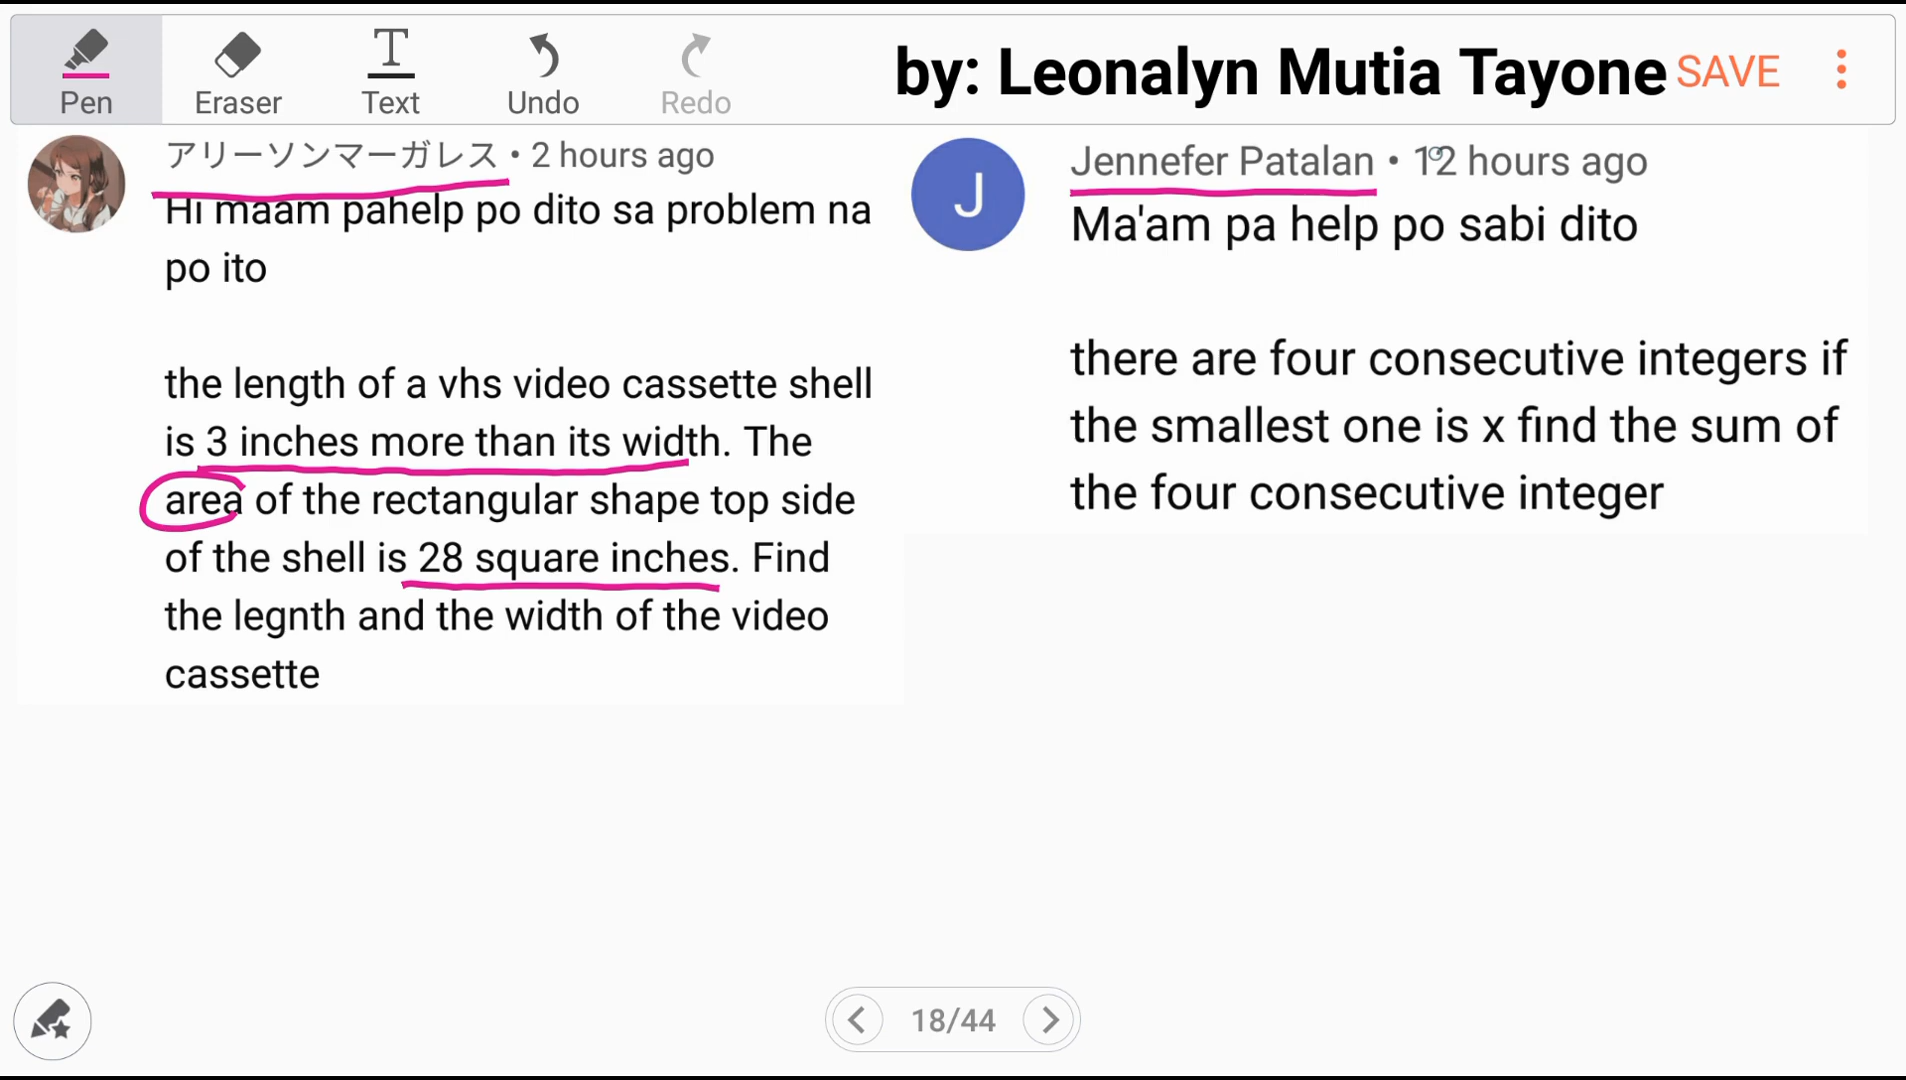 Pen
Eraser
Text
Undo
Redo
by: Leonalyn Mutia Tayone
SAVE
アリーソンマーガレス • 2 hours ago
Hi maam pahelp po dito sa problem na
po ito
the length of a vhs video cassette shell
is 3 inches more than its width. The
area of the rectangular shape top side
of the shell is 28 square inches. Find
the legnth and the width of the video
cassette
J
Jennefer Patalan • 12 hours ago
Ma'am pa help po sabi dito
there are four consecutive integers if
the smallest one is x find the sum of
the four consecutive integer
18/44